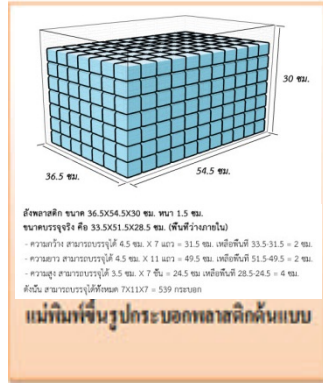 30 ซม.
36.5 ซม.
54.5 ซม.
ลังพลาสติก ขนาด 36.5X54.5X30 ซม. หนา 1.5 ซม.
ขนาดบรรจุจริง คือ 33.5X51.5X28.5 ซม. (พื้นที่ว่างภายใน)
- ความกว้าง สามารถบรรจุได้ 4.5 ซม. X 7 แถว = 31.5 ซม. เหลือพื้นที่ 33.5-31.5 = 2 ซม.
- ความยาว สามารถบรรจุได้ 4.5 ซม. X 11 แถว = 49.5 ซม. เหลือพื้นที่ 51.5-49.5 = 2 ซม.
- ความสูง สามารถบรรจุได้ 3.5 ซม. X 7 ชั้น = 24.5 ซม เหลือพื้นที่ 28.5-24.5 = 4 ซม.
ดังนั้น สามารถบรรจุได้ทั้งหมด 7X11X7 = 539 กระบอก
แม่พิมพ์ขึ้นรูปกระบอกพลาสติกต้นแบบ